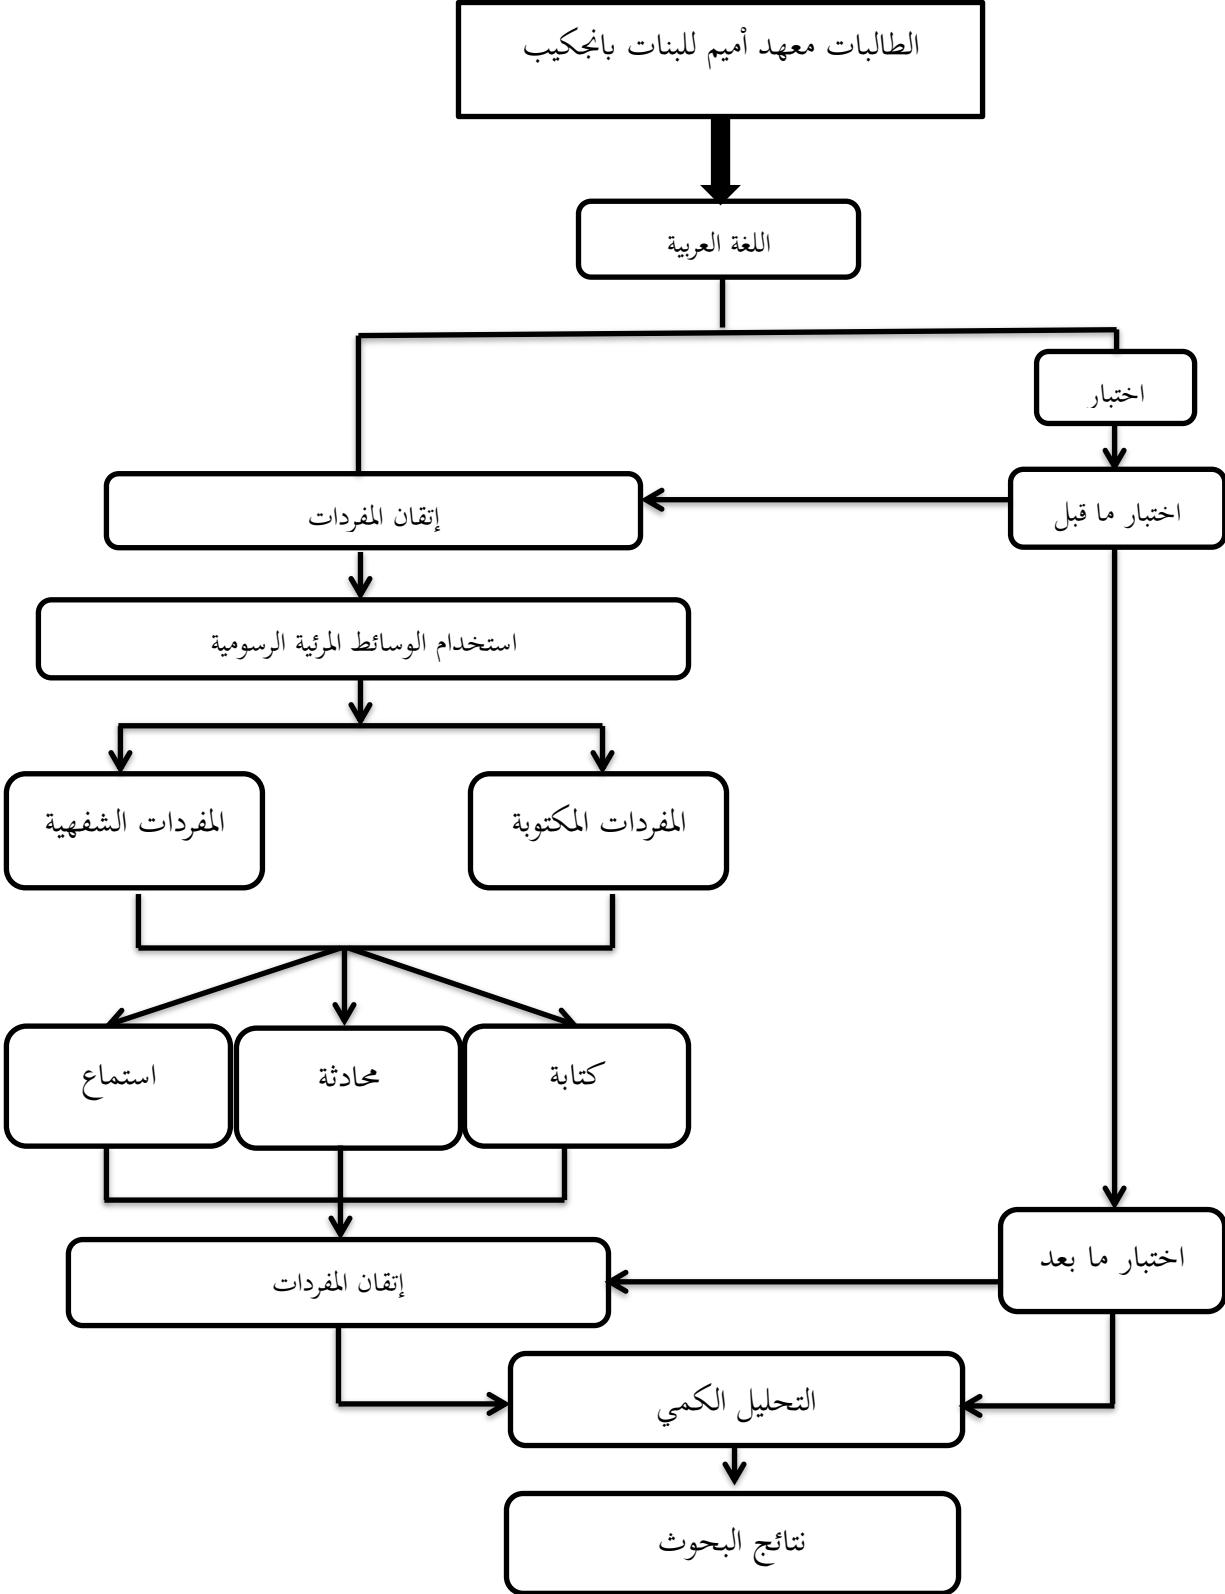 الطالبات معهد أميم للبنات بانجكيب
اللغة العربية
اختبار
اختبار ما قبل
إتقان المفردات
استخدام الوسائط المرئية الرسومية
المفردات المكتوبة
المفردات الشفهية
كتابة
محادثة
استماع
اختبار ما بعد
إتقان المفردات
التحليل الكمي
نتائج البحوث